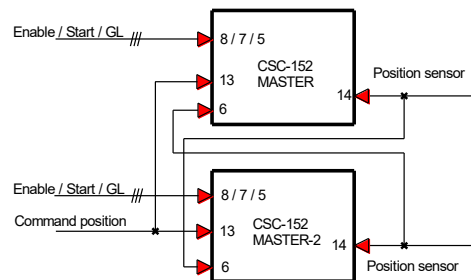 Enable / Start / GL
8 / 7 / 5
CSC-152
MASTER
Position sensor
13
14
6
Enable / Start / GL
8 / 7 / 5
CSC-152
MASTER-2
Command position
13
14
6
Position sensor